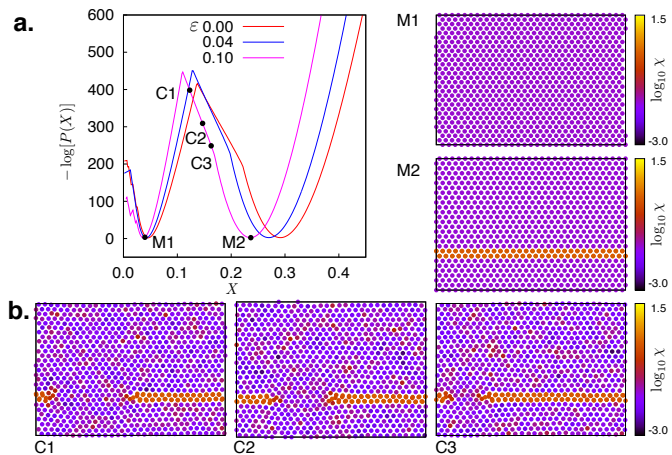 a.
ε 0.00
0.04
0.10
600
500
400
300
200
100
0
− log[P(X)]
0.0
0.1
0.2
0.3
0.4
X
C1
C2
C3
M1
M2
M1
1.5
log₁₀ χ
-3.0
M2
1.5
log₁₀ χ
-3.0
b.
1.5
log₁₀ χ
-3.0
C1
C2
C3